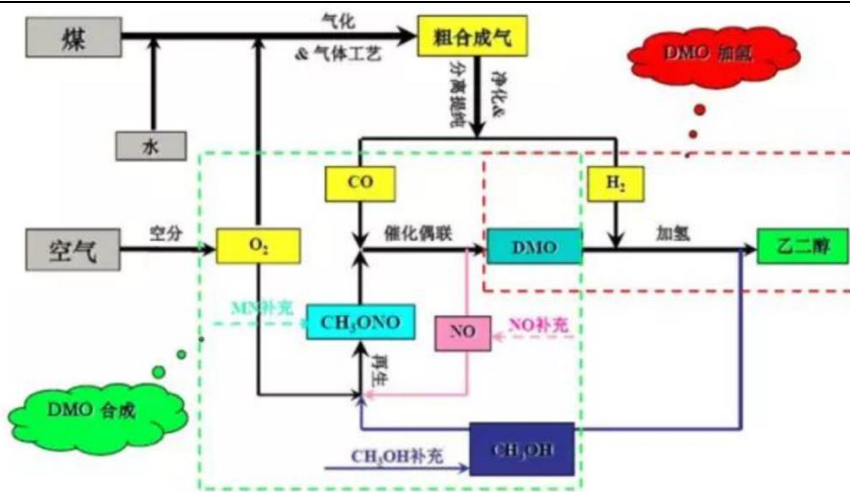 煤
气化
& 气体工艺
粗合成气
净化&
分离提纯
DMO 加氢
水
CO
H₂
空气
空分
O₂
催化偶联
DMO
加氢
乙二醇
MN补充
CH₃ONO
NO
NO补充
再生
DMO 合成
CH₃OH补充
CH₃OH